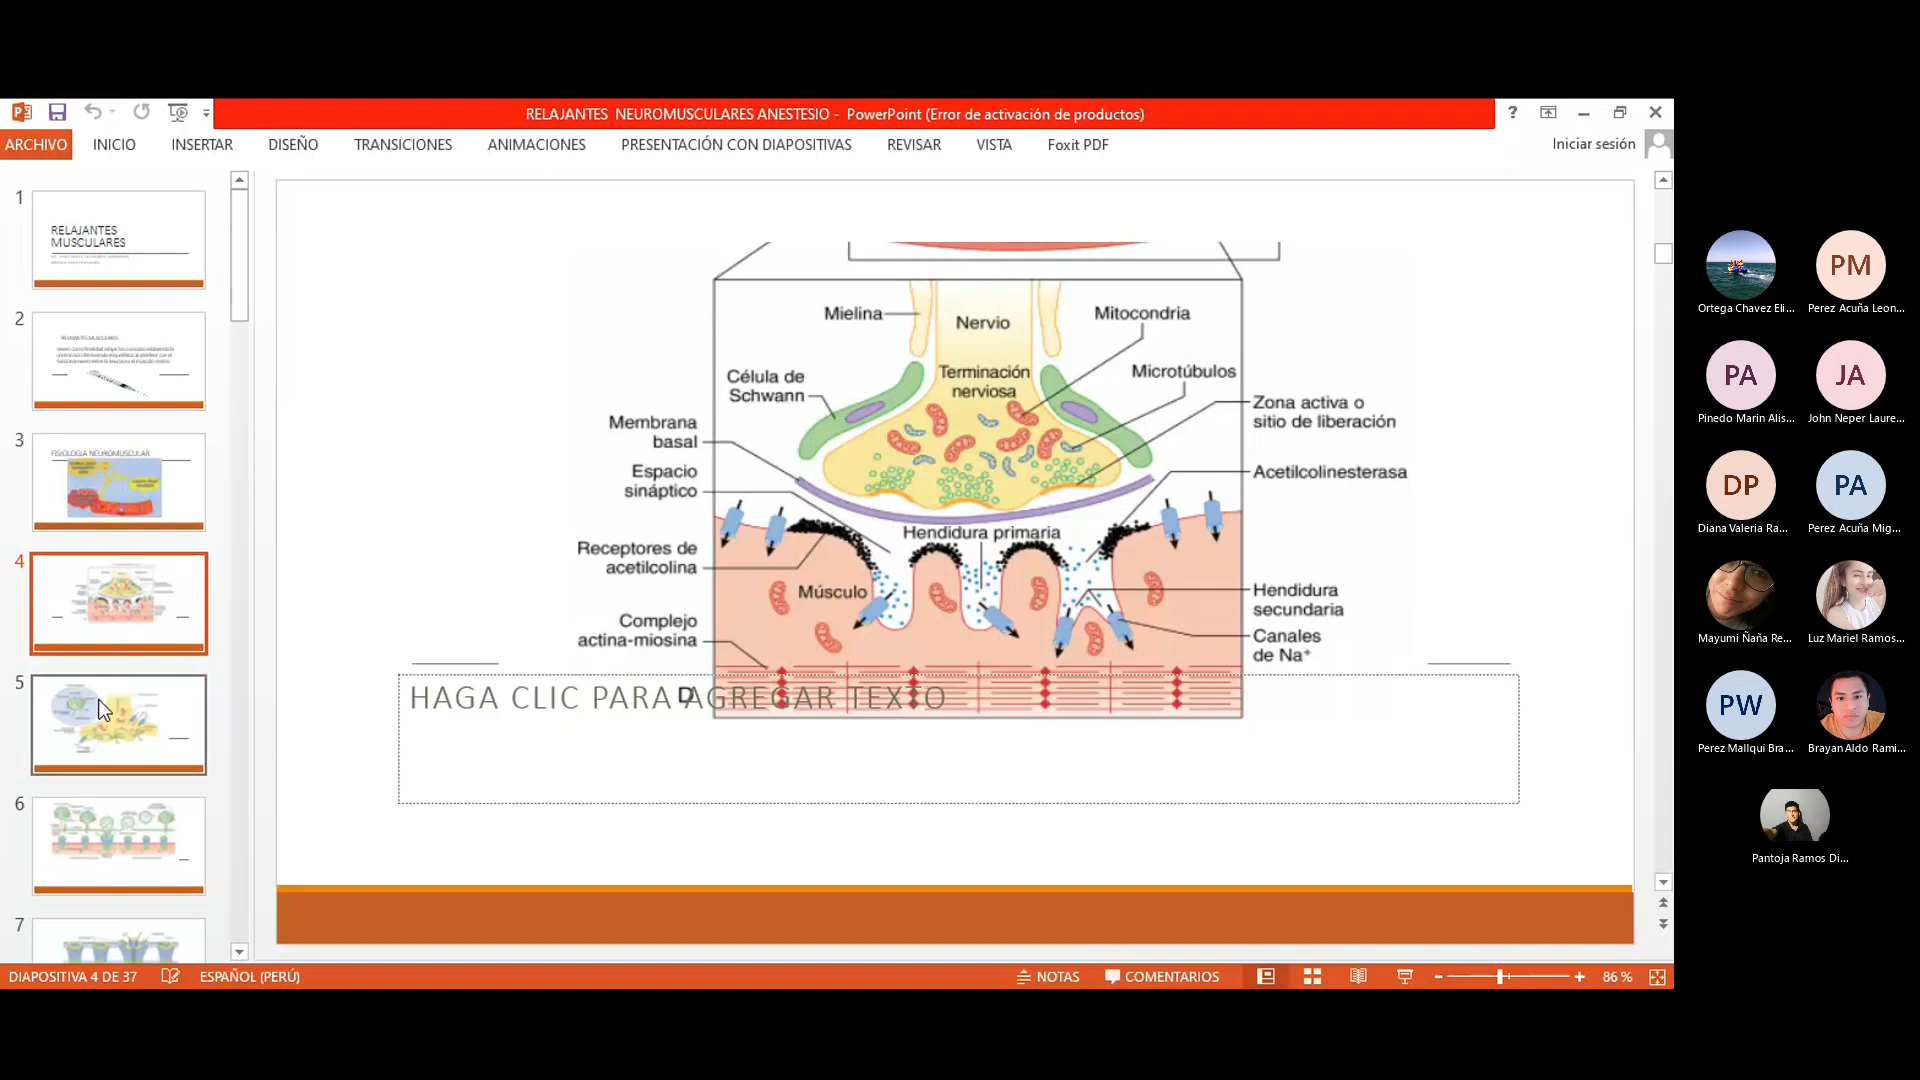 RELAJANTES NEUROMUSCULARES ANESTESIO - PowerPoint (Error de activación de productos)
?
ARCHIVO INICIO INSERTAR DISEÑO TRANSICIONES ANIMACIONES PRESENTACIÓN CON DIAPOSITIVAS REVISAR VISTA Foxit PDF
Iniciar sesión
1
RELAJANTES
MUSCULARES
2
RELAJANTES MUSCULARES
3
FISIOLOGIA NEUROMUSCULAR
4
5
6
7
Mielina
Nervio
Mitocondria
Célula de
Schwann
Terminación
nerviosa
Microtúbulos
Membrana
basal
Zona activa o
sitio de liberación
Espacio
sináptico
Acetilcolinesterasa
Hendidura primaria
Receptores de
acetilcolina
Músculo
Hendidura
secundaria
Complejo
actina-miosina
Canales
de Na⁺
D
HAGA CLIC PARA AGREGAR TEXTO
DIAPOSITIVA 4 DE 37 ESPAÑOL (PERÚ) NOTAS COMENTARIOS 86 %
Ortega Chavez Eli...
PM
Perez Acuña Leon...
PA
Pinedo Marin Alis...
JA
John Neper Laure...
DP
Diana Valeria Ra...
PA
Perez Acuña Mig...
Mayumi Ñaña Re...
Luz Mariel Ramos...
PW
Perez Mallqui Bra...
Brayan Aldo Rami...
Pantoja Ramos Di...